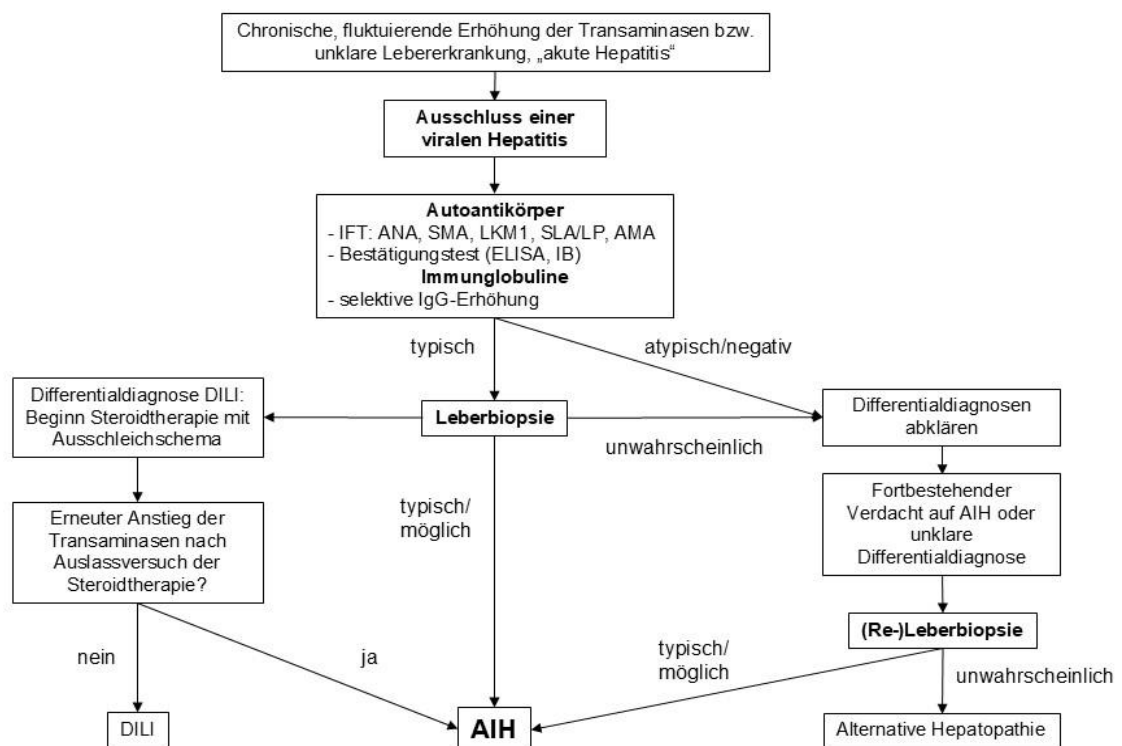 Chronische, fluktuierende Erhöhung der Transaminasen bzw.
unklare Lebererkrankung, „akute Hepatitis“
Ausschluss einer
viralen Hepatitis
Autoantikörper
- IFT: ANA, SMA, LKM1, SLA/LP, AMA
- Bestätigungstest (ELISA, IB)
Immunglobuline
- selektive IgG-Erhöhung
typisch
atypisch/negativ
Differentialdiagnose DILI:
Beginn Steroidtherapie mit
Ausschleichschema
Leberbiopsie
unwahrscheinlich
Differentialdiagnosen
abklären
Erneuter Anstieg der
Transaminasen nach
Auslassversuch der
Steroidtherapie?
typisch/
möglich
Fortbestehender
Verdacht auf AIH oder
unklare
Differentialdiagnose
(Re-)Leberbiopsie
nein
ja
typisch/
möglich
unwahrscheinlich
DILI
AIH
Alternative Hepatopathie